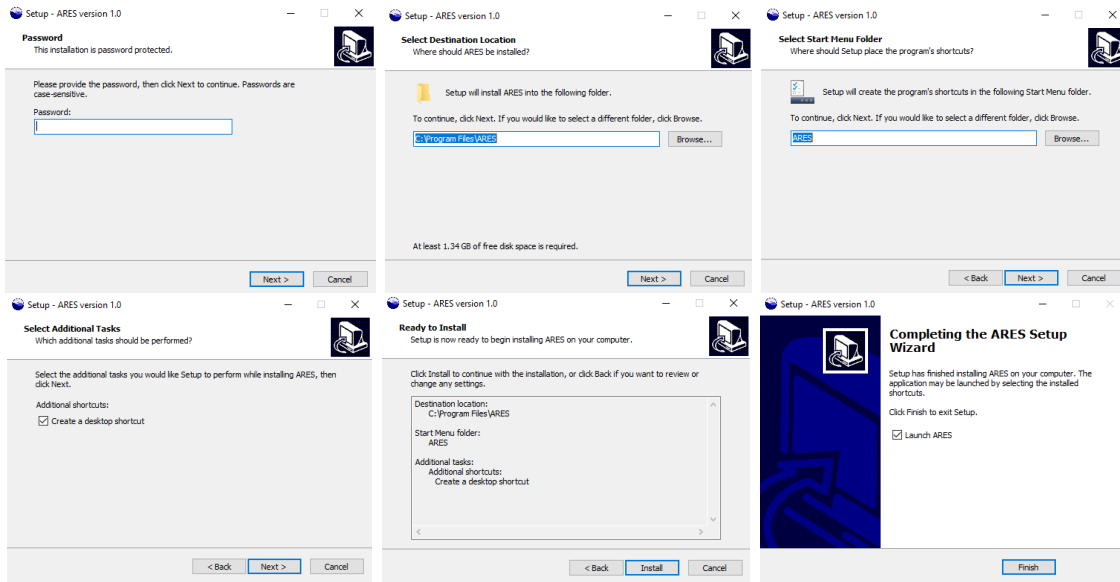 Setup - ARES version 1.0
Password
This installation is password protected.
Please provide the password, then click Next to continue. Passwords are
case-sensitive.
Password:
Next >
Cancel
Setup - ARES version 1.0
Select Destination Location
Where should ARES be installed?
Setup will install ARES into the following folder.
To continue, click Next. If you would like to select a different folder, click Browse.
C:\Program Files\ARES
Browse...
At least 1.34 GB of free disk space is required.
Next >
Cancel
Setup - ARES version 1.0
Select Start Menu Folder
Where should Setup place the program's shortcuts?
Setup will create the program's shortcuts in the following Start Menu folder.
To continue, click Next. If you would like to select a different folder, click Browse.
ARES
Browse...
< Back
Next >
Cancel
Setup - ARES version 1.0
Select Additional Tasks
Which additional tasks should be performed?
Select the additional tasks you would like Setup to perform while installing ARES, then
click Next.
Additional shortcuts:
Create a desktop shortcut
< Back
Next >
Cancel
Setup - ARES version 1.0
Ready to Install
Setup is now ready to begin installing ARES on your computer.
Click Install to continue with the installation, or click Back if you want to review or
change any settings.
Destination location:
C:\Program Files\ARES
Start Menu folder:
ARES
Additional tasks:
Additional shortcuts:
Create a desktop shortcut
< Back
Install
Cancel
Setup - ARES version 1.0
Completing the ARES Setup
Wizard
Setup has finished installing ARES on your computer. The
application may be launched by selecting the installed
shortcuts.
Click Finish to exit Setup.
Launch ARES
Finish